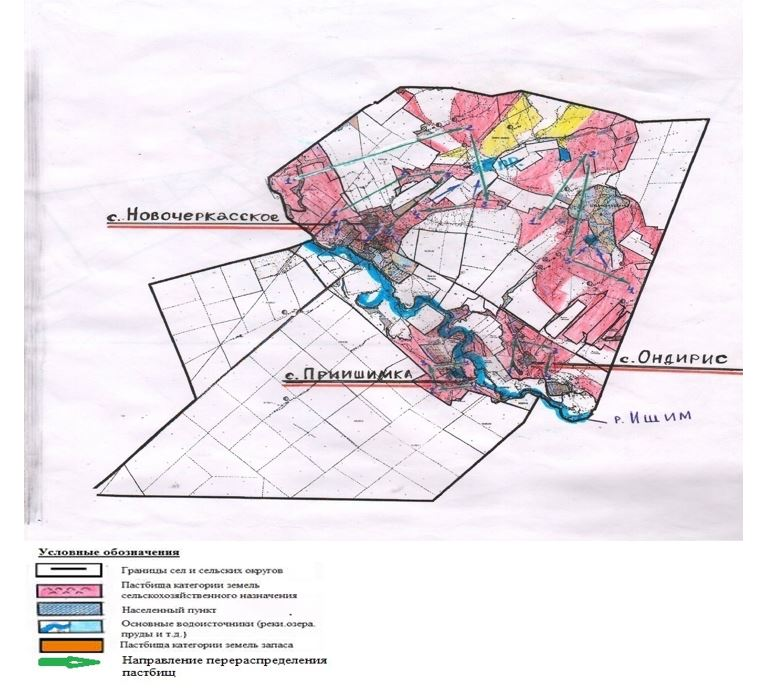 пр.
с. Новочеркасское
с. Ондирис
с. Приишимка
р. Ишим
Условные обозначения
Границы сел и сельских округов
Пастбища категории земель
сельскохозяйственного назначения
Населенный пункт
Основные водоисточники (реки.озера.
пруды и т.д.)
Пастбища категории земель запаса
Направление перераспределения
пастбищ